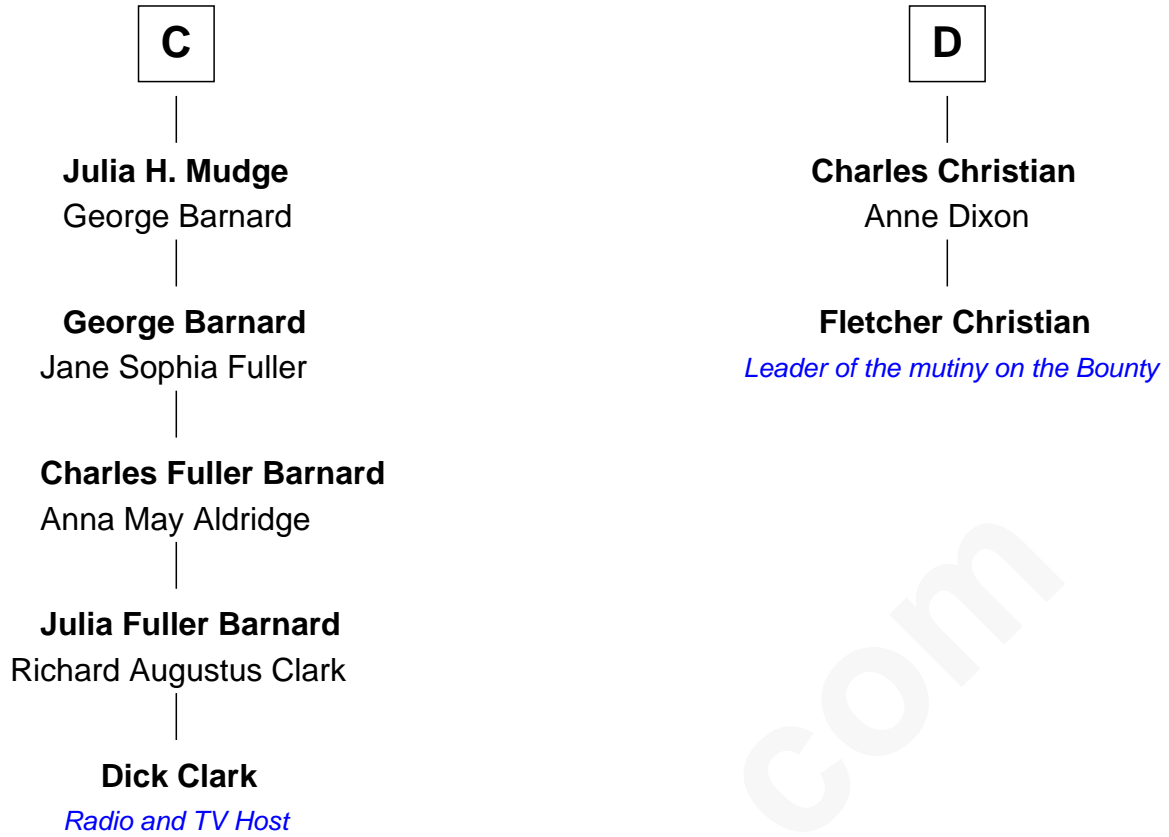 C
Julia H. Mudge
George Barnard
George Barnard
Jane Sophia Fuller
Charles Fuller Barnard
Anna May Aldridge
Julia Fuller Barnard
Richard Augustus Clark
Dick Clark
Radio and TV Host
D
Charles Christian
Anne Dixon
Fletcher Christian
Leader of the mutiny on the Bounty
com